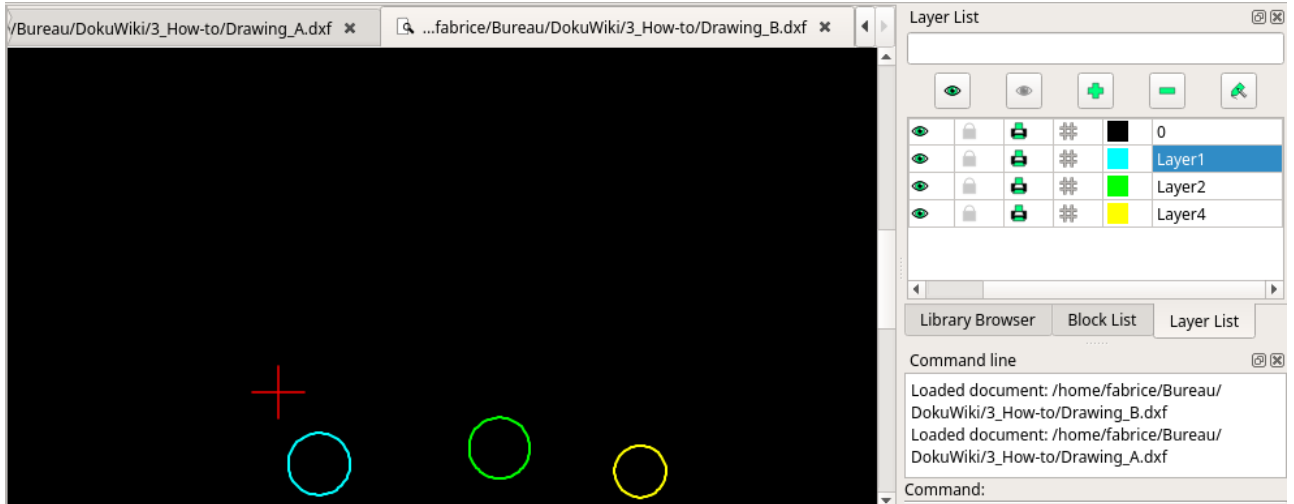 /Bureau/DokuWiki/3_How-to/Drawing_A.dxf
...fabrice/Bureau/DokuWiki/3_How-to/Drawing_B.dxf
Layer List
0
Layer1
Layer2
Layer4
Library Browser
Block List
Layer List
Command line
Loaded document: /home/fabrice/Bureau/
DokuWiki/3_How-to/Drawing_B.dxf
Loaded document: /home/fabrice/Bureau/
DokuWiki/3_How-to/Drawing_A.dxf
Command: